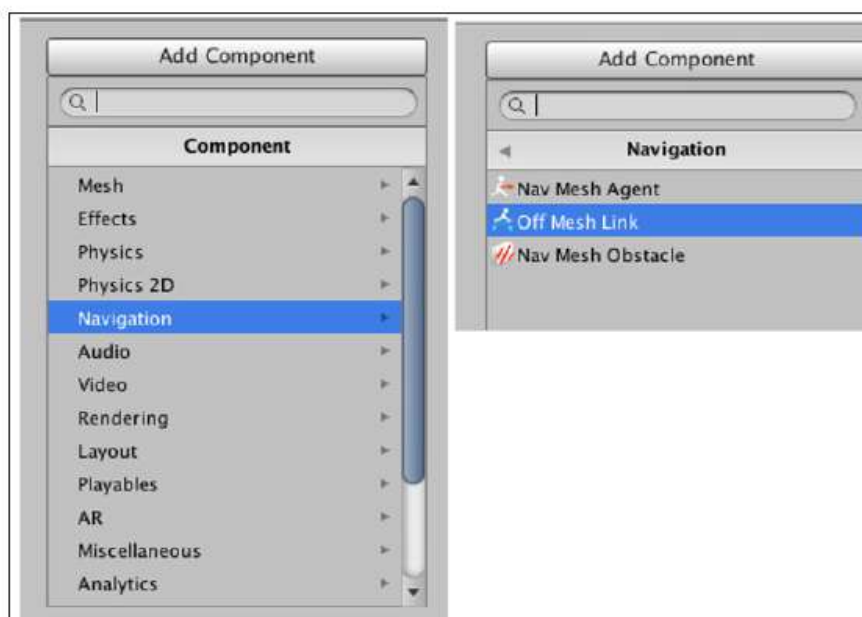 Add Component
Component
Mesh
Effects
Physics
Physics 2D
Navigation
Audio
Video
Rendering
Layout
Playables
AR
Miscellaneous
Analytics
Add Component
Navigation
Nav Mesh Agent
Off Mesh Link
Nav Mesh Obstacle